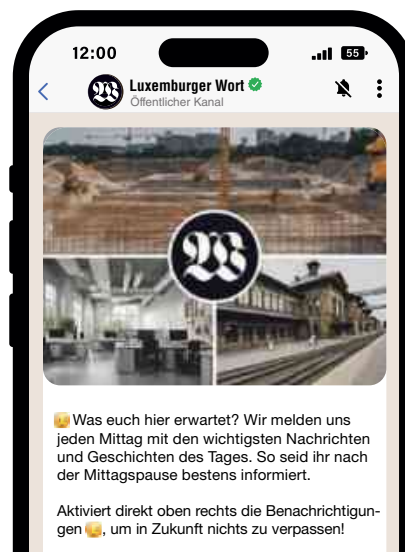 12:00
55
Luxemburger Wort
Öffentlicher Kanal
W
Was euch hier erwartet? Wir melden uns
jeden Mittag mit den wichtigsten Nachrichten
und Geschichten des Tages. So seid ihr nach
der Mittagspause bestens informiert.
Aktiviert direkt oben rechts die Benachrichtigun-
gen , um in Zukunft nichts zu verpassen!